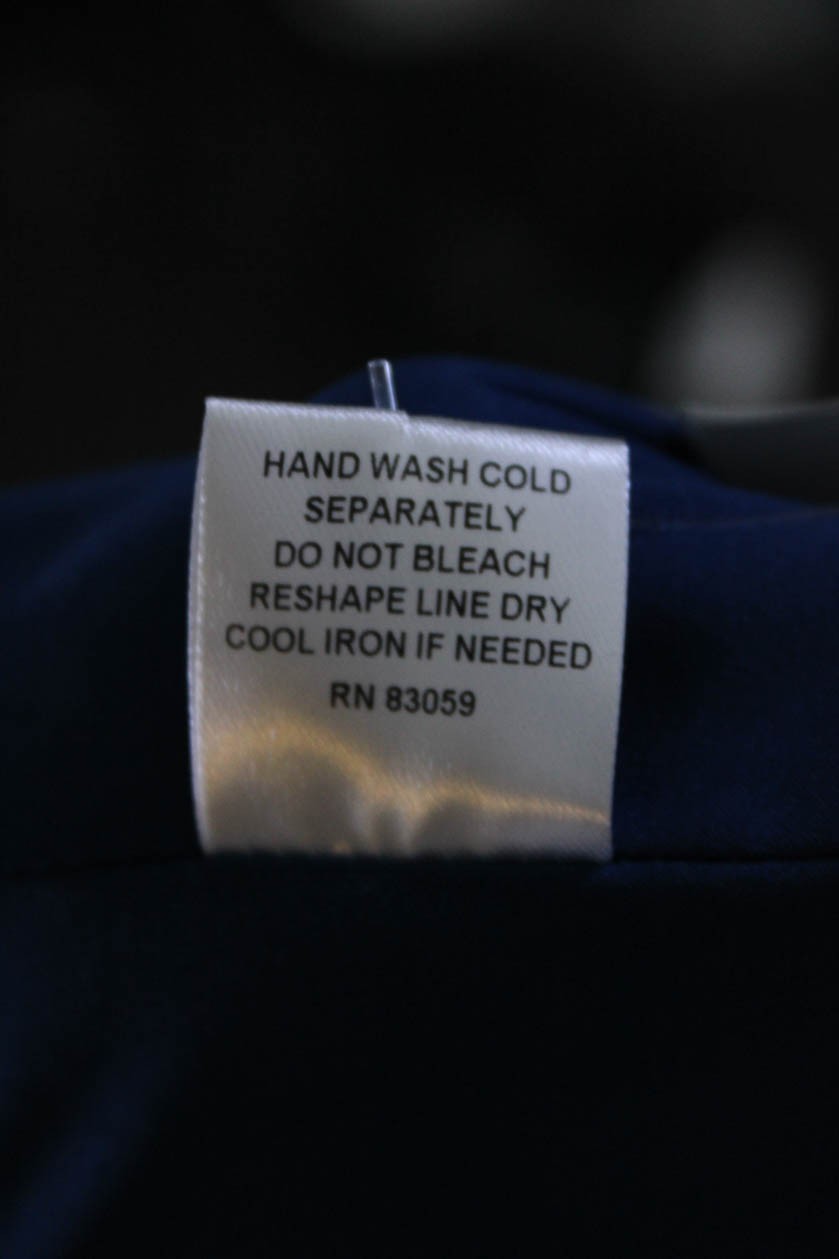 HAND WASH COLD
SEPARATELY
DO NOT BLEACH
RESHAPE LINE DRY
COOL IRON IF NEEDED
RN 83059